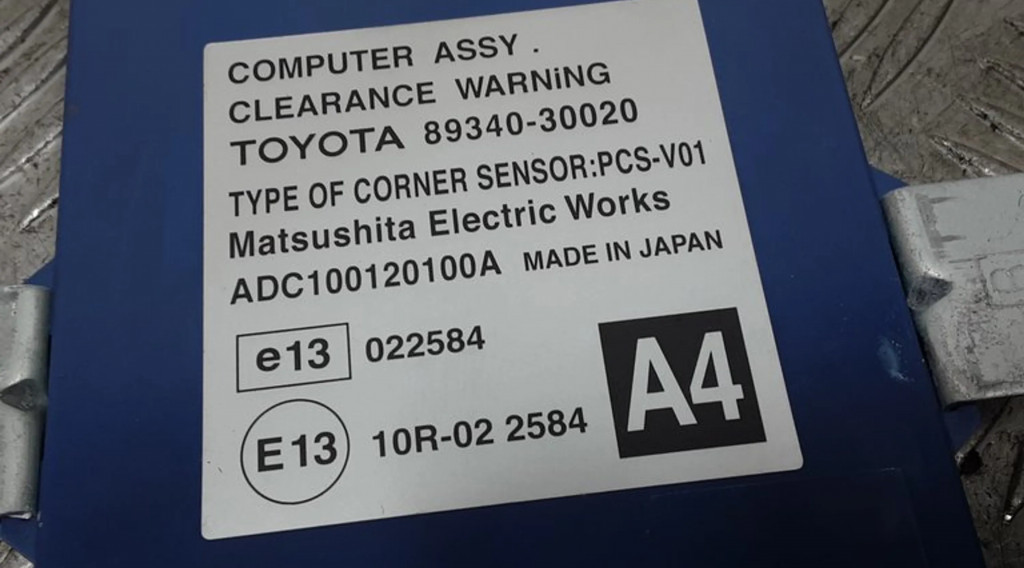 COMPUTER ASSY .
CLEARANCE WARNiNG
TOYOTA 89340-30020
TYPE OF CORNER SENSOR:PCS-V01
Matsushita Electric Works
ADC100120100A MADE IN JAPAN
e13 022584
E13 10R-02 2584
A4